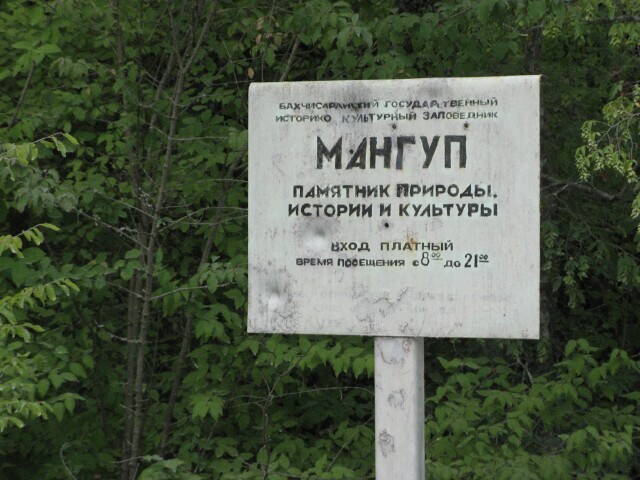 БАХЧИСАРАЙСКИЙ ГОСУДАРСТВЕННЫЙ
ИСТОРИКО КУЛЬТУРНЫЙ ЗАПОВЕДНИК
МАНГУП
ПАМЯТНИК ПРИРОДЫ,
ИСТОРИИ И КУЛЬТУРЫ
ВХОД ПЛАТНЫЙ
ВРЕМЯ ПОСЕЩЕНИЯ с 8⁰⁰ до 21⁰⁰